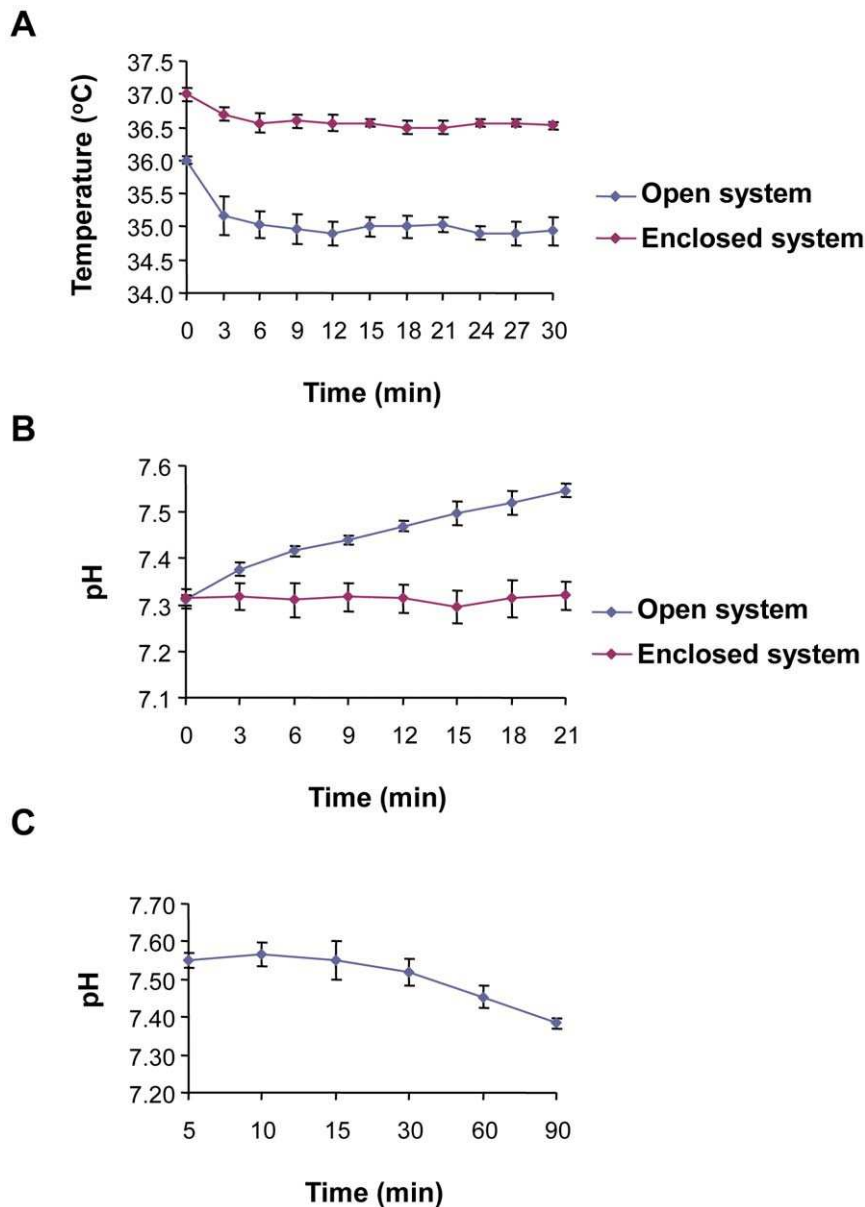 A
Temperature (ºC)
37.5
37.0
36.5
36.0
35.5
35.0
34.5
34.0
0 3 6 9 12 15 18 21 24 27 30
Time (min)
Open system
Enclosed system
B
pH
7.6
7.5
7.4
7.3
7.2
7.1
0 3 6 9 12 15 18 21
Time (min)
Open system
Enclosed system
C
pH
7.70
7.60
7.50
7.40
7.30
7.20
5 10 15 30 60 90
Time (min)